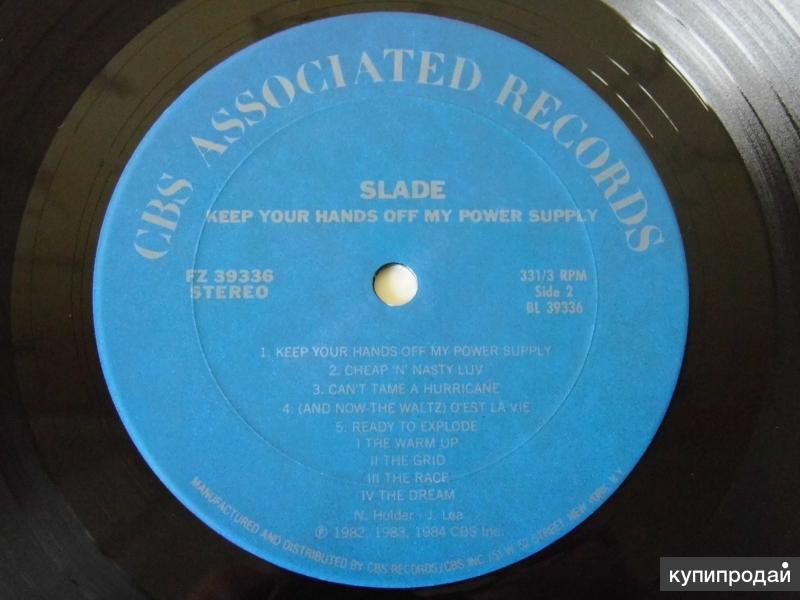 CBS ASSOCIATED RECORDS
SLADE
KEEP YOUR HANDS OFF MY POWER SUPPLY
FZ 39336
STEREO
331/3 RPM
Side 2
BL 39336
1. KEEP YOUR HANDS OFF MY POWER SUPPLY
2. CHEAP 'N' NASTY LUV
3. CAN'T TAME A HURRICANE
4. (AND NOW-THE WALTZ) C'EST LA VIE
5. READY TO EXPLODE
I THE WARM UP
II THE GRID
III THE RACE
IV THE DREAM
N. Holder - J. Lea
℗ 1982, 1983, 1984 CBS Inc.
MANUFACTURED AND DISTRIBUTED BY CBS RECORDS/CBS INC./51 W. 52 STREET, NEW YORK, N.Y.
купипродай